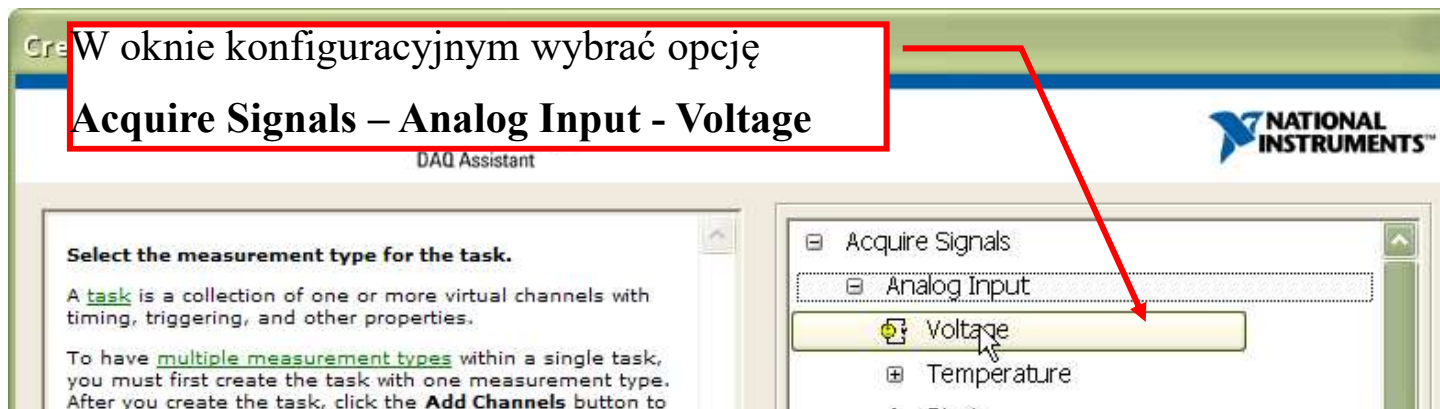 Cre
W oknie konfiguracyjnym wybrać opcję
Acquire Signals – Analog Input - Voltage
DAQ Assistant
NATIONAL
INSTRUMENTS™
Select the measurement type for the task.
A task is a collection of one or more virtual channels with
timing, triggering, and other properties.
To have multiple measurement types within a single task,
you must first create the task with one measurement type.
After you create the task, click the Add Channels button to
Acquire Signals
Analog Input
Voltage
Temperature